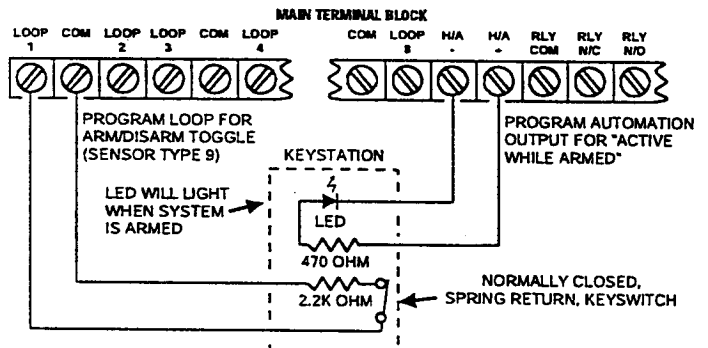 MAIN TERMINAL BLOCK
LOOP 1
COM
LOOP 2
LOOP 3
COM
LOOP 4
COM
LOOP 8
H/A -
H/A +
RLY COM
RLY N/C
RLY N/O
PROGRAM LOOP FOR
ARM/DISARM TOGGLE
(SENSOR TYPE 9)
PROGRAM AUTOMATION
OUTPUT FOR "ACTIVE
WHILE ARMED"
KEYSTATION
LED WILL LIGHT
WHEN SYSTEM
IS ARMED
LED
470 OHM
2.2K OHM
NORMALLY CLOSED,
SPRING RETURN, KEYSWITCH